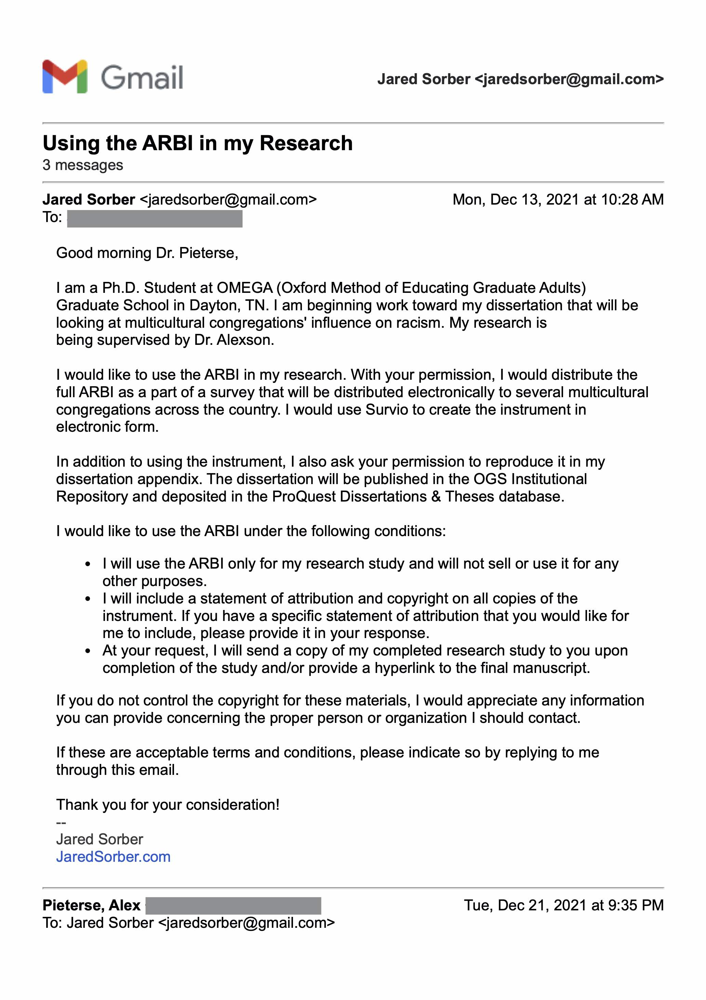 Gmail
Jared Sorber <jaredsorber@gmail.com>
Using the ARBI in my Research
3 messages
Jared Sorber <jaredsorber@gmail.com>
Mon, Dec 13, 2021 at 10:28 AM
To:
Good morning Dr. Pieterse,
I am a Ph.D. Student at OMEGA (Oxford Method of Educating Graduate Adults)
Graduate School in Dayton, TN. I am beginning work toward my dissertation that will be
looking at multicultural congregations' influence on racism. My research is
being supervised by Dr. Alexson.
I would like to use the ARBI in my research. With your permission, I would distribute the
full ARBI as a part of a survey that will be distributed electronically to several multicultural
congregations across the country. I would use Survio to create the instrument in
electronic form.
In addition to using the instrument, I also ask your permission to reproduce it in my
dissertation appendix. The dissertation will be published in the OGS Institutional
Repository and deposited in the ProQuest Dissertations & Theses database.
I would like to use the ARBI under the following conditions:
• I will use the ARBI only for my research study and will not sell or use it for any
other purposes.
• I will include a statement of attribution and copyright on all copies of the
instrument. If you have a specific statement of attribution that you would like for
me to include, please provide it in your response.
• At your request, I will send a copy of my completed research study to you upon
completion of the study and/or provide a hyperlink to the final manuscript.
If you do not control the copyright for these materials, I would appreciate any information
you can provide concerning the proper person or organization I should contact.
If these are acceptable terms and conditions, please indicate so by replying to me
through this email.
Thank you for your consideration!
--
Jared Sorber
JaredSorber.com
Pieterse, Alex
Tue, Dec 21, 2021 at 9:35 PM
To: Jared Sorber <jaredsorber@gmail.com>